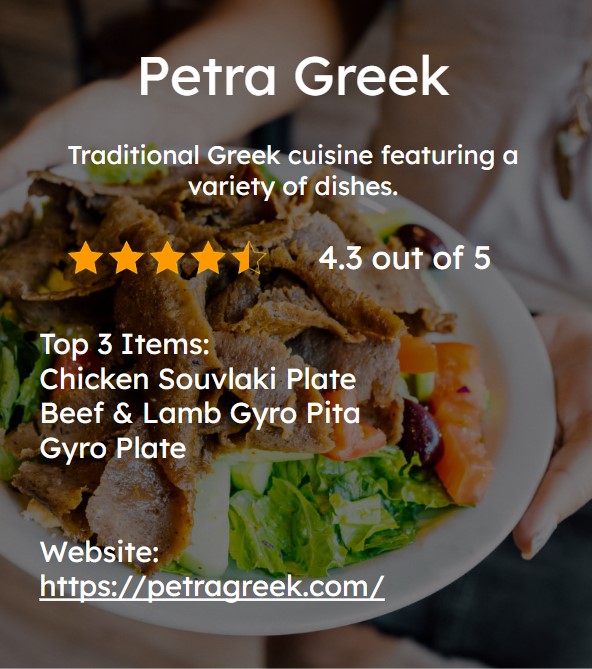 Petra Greek
Traditional Greek cuisine featuring a
variety of dishes.
4.3 out of 5
Top 3 Items:
Chicken Souvlaki Plate
Beef & Lamb Gyro Pita
Gyro Plate
Website:
https://petragreek.com/